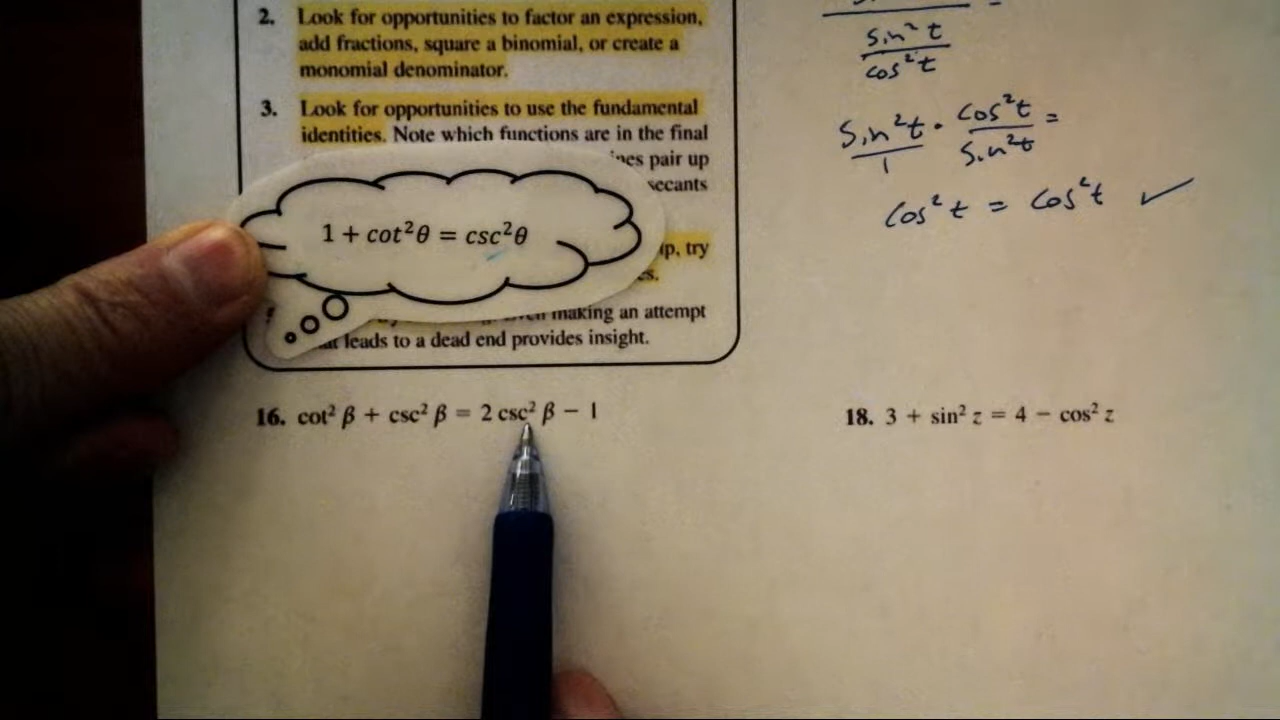 2. Look for opportunities to factor an expression,
add fractions, square a binomial, or create a
monomial denominator.
3. Look for opportunities to use the fundamental
identities. Note which functions are in the final
pair up
secants
1 + cot²θ = csc²θ
try
making an attempt
leads to a dead end provides insight.
16. cot² β + csc² β = 2 csc² β − 1
18. 3 + sin² z = 4 − cos² z
sin² t
cos² t
sin² t · cos² t =
1 sin² t
cos² t = cos² t ✓